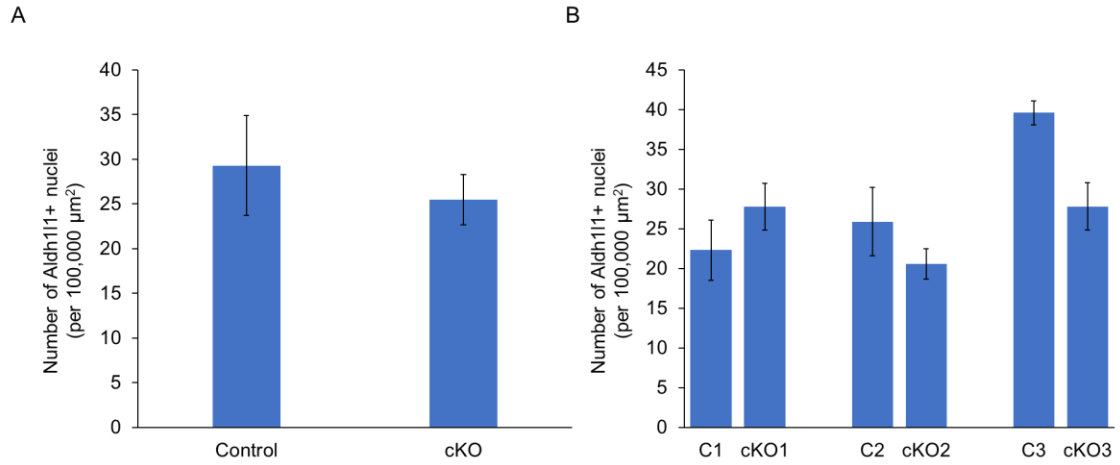 A
Number of Aldh1l1+ nuclei
(per 100,000 µm²)
40
35
30
25
20
15
10
5
0
Control cKO
B
Number of Aldh1l1+ nuclei
(per 100,000 µm²)
45
40
35
30
25
20
15
10
5
0
C1 cKO1 C2 cKO2 C3 cKO3